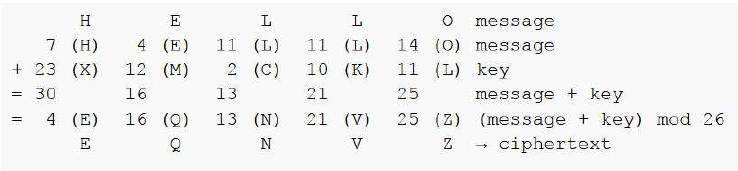 H E L L O message
7 (H) 4 (E) 11 (L) 11 (L) 14 (O) message
+ 23 (X) 12 (M) 2 (C) 10 (K) 11 (L) key
= 30 16 13 21 25 message + key
= 4 (E) 16 (Q) 13 (N) 21 (V) 25 (Z) (message + key) mod 26
E Q N V Z → ciphertext